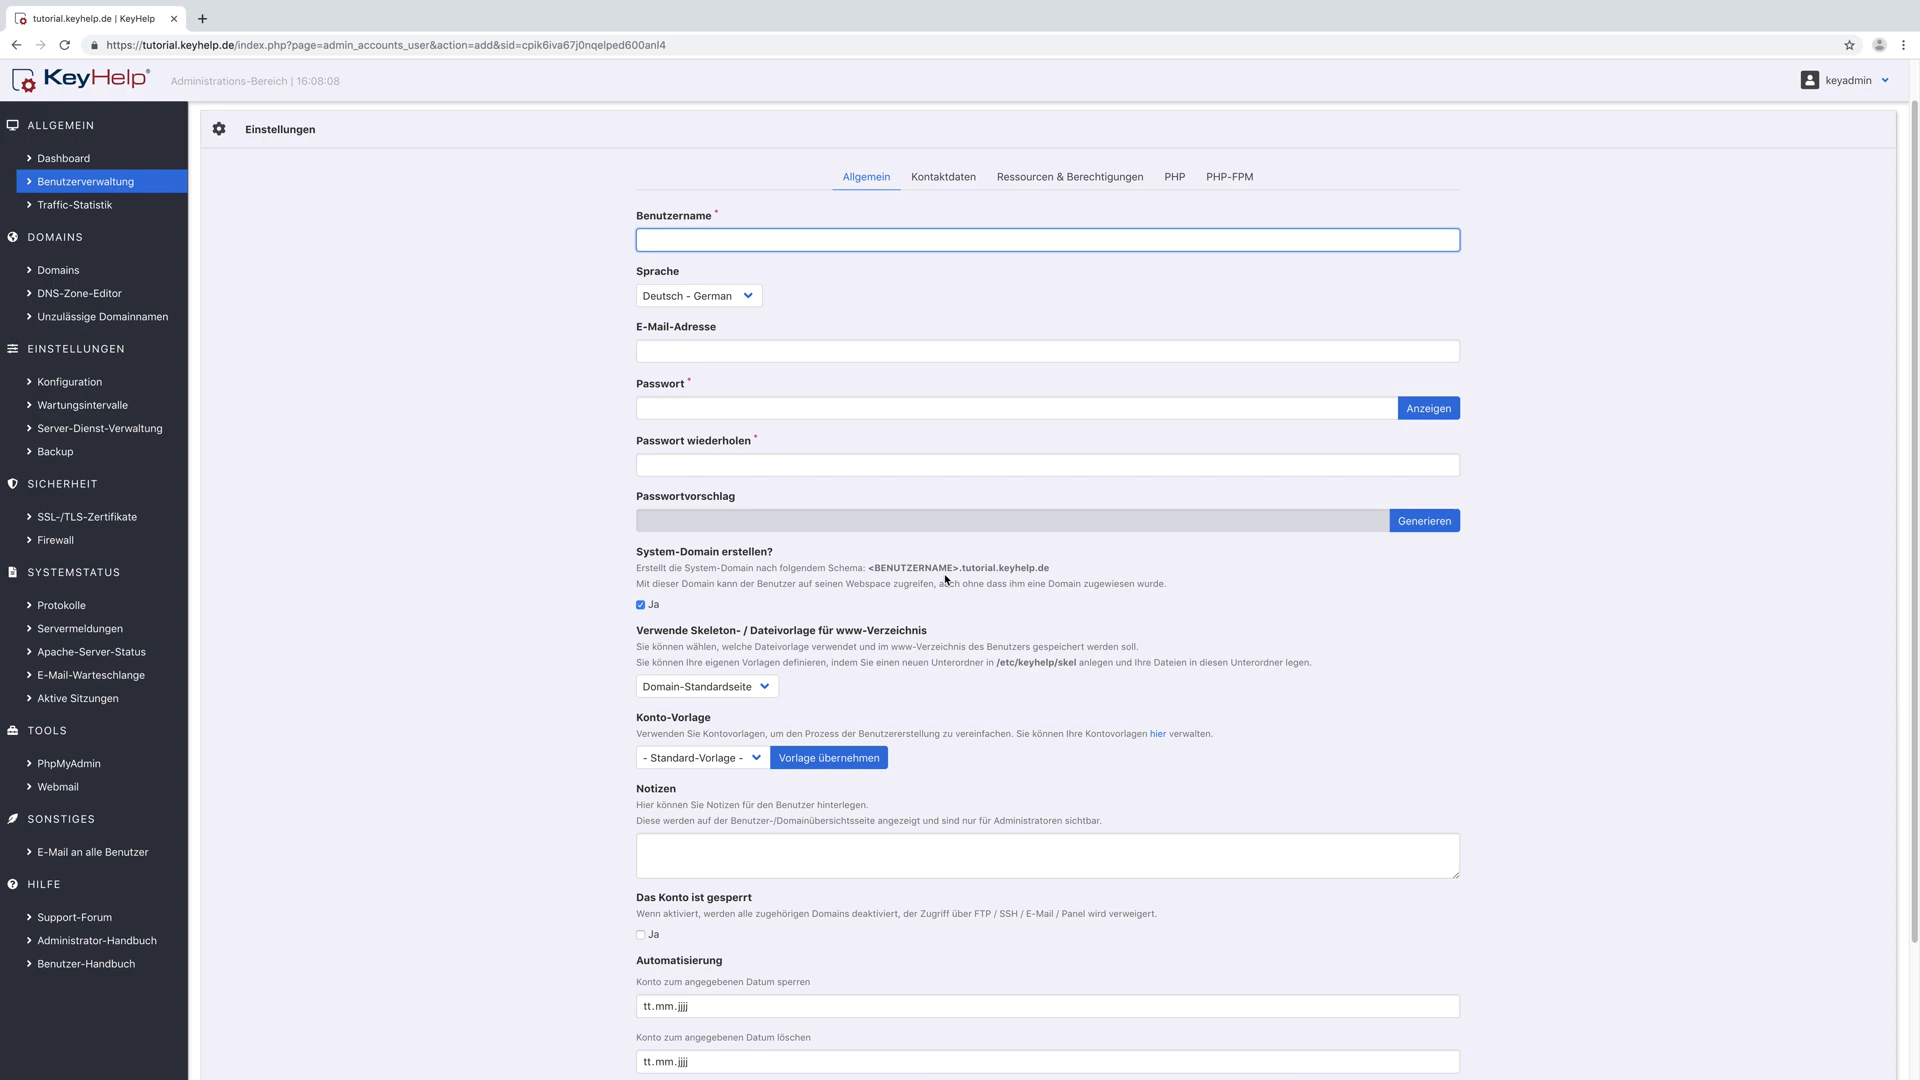 tutorial.keyhelp.de | KeyHelp
https://tutorial.keyhelp.de/index.php?page=admin_accounts_user&action=add&sid=cpik6iva67j0nqelped600anl4
KeyHelp®
Administrations-Bereich | 16:08:08
keyadmin
ALLGEMEIN
Dashboard
Benutzerverwaltung
Traffic-Statistik
DOMAINS
Domains
DNS-Zone-Editor
Unzulässige Domainnamen
EINSTELLUNGEN
Konfiguration
Wartungsintervalle
Server-Dienst-Verwaltung
Backup
SICHERHEIT
SSL-/TLS-Zertifikate
Firewall
SYSTEMSTATUS
Protokolle
Servermeldungen
Apache-Server-Status
E-Mail-Warteschlange
Aktive Sitzungen
TOOLS
PhpMyAdmin
Webmail
SONSTIGES
E-Mail an alle Benutzer
HILFE
Support-Forum
Administrator-Handbuch
Benutzer-Handbuch
Einstellungen
Allgemein Kontaktdaten Ressourcen & Berechtigungen PHP PHP-FPM
Benutzername *
Sprache
Deutsch - German
E-Mail-Adresse
Passwort *
Anzeigen
Passwort wiederholen *
Passwortvorschlag
Generieren
System-Domain erstellen?
Erstellt die System-Domain nach folgendem Schema: <BENUTZERNAME>.tutorial.keyhelp.de
Mit dieser Domain kann der Benutzer auf seinen Webspace zugreifen, auch ohne dass ihm eine Domain zugewiesen wurde.
Ja
Verwende Skeleton- / Dateivorlage für www-Verzeichnis
Sie können wählen, welche Dateivorlage verwendet und im www-Verzeichnis des Benutzers gespeichert werden soll.
Sie können Ihre eigenen Vorlagen definieren, indem Sie einen neuen Unterordner in /etc/keyhelp/skel anlegen und Ihre Dateien in diesen Unterordner legen.
Domain-Standardseite
Konto-Vorlage
Verwenden Sie Kontovorlagen, um den Prozess der Benutzererstellung zu vereinfachen. Sie können Ihre Kontovorlagen hier verwalten.
- Standard-Vorlage - Vorlage übernehmen
Notizen
Hier können Sie Notizen für den Benutzer hinterlegen.
Diese werden auf der Benutzer-/Domainübersichtsseite angezeigt und sind nur für Administratoren sichtbar.
Das Konto ist gesperrt
Wenn aktiviert, werden alle zugehörigen Domains deaktiviert, der Zugriff über FTP / SSH / E-Mail / Panel wird verweigert.
Ja
Automatisierung
Konto zum angegebenen Datum sperren
tt.mm.jjjj
Konto zum angegebenen Datum löschen
tt.mm.jjjj